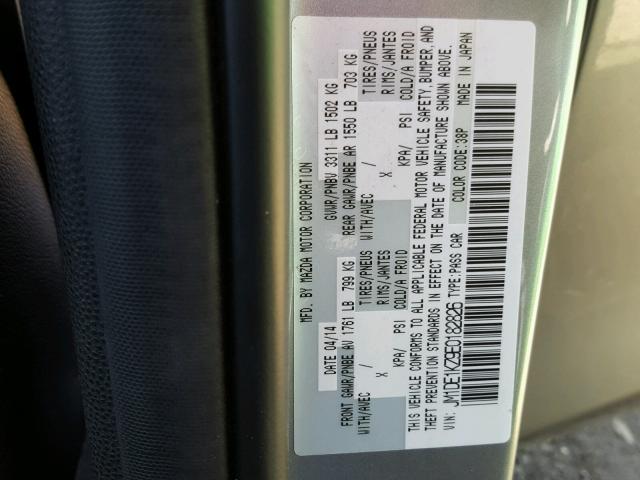 MFD. BY MAZDA MOTOR CORPORATION
DATE 04/14 GVWR/PNBV 3311 LB 1502 KG
FRONT GAWR/PNBE AV 1761 LB 799 KG REAR GAWR/PNBE AR 1550 LB 703 KG
WITH/AVEC / TIRES/PNEUS WITH/AVEC / TIRES/PNEUS
X RIMS/JANTES X RIMS/JANTES
KPA/ PSI COLD/A FROID KPA/ PSI COLD/A FROID
THIS VEHICLE CONFORMS TO ALL APPLICABLE FEDERAL MOTOR VEHICLE SAFETY, BUMPER, AND
THEFT PREVENTION STANDARDS IN EFFECT ON THE DATE OF MANUFACTURE SHOWN ABOVE.
VIN: JM1DE1KZ9E0182826 TYPE:PASS CAR COLOR CODE:38P MADE IN JAPAN